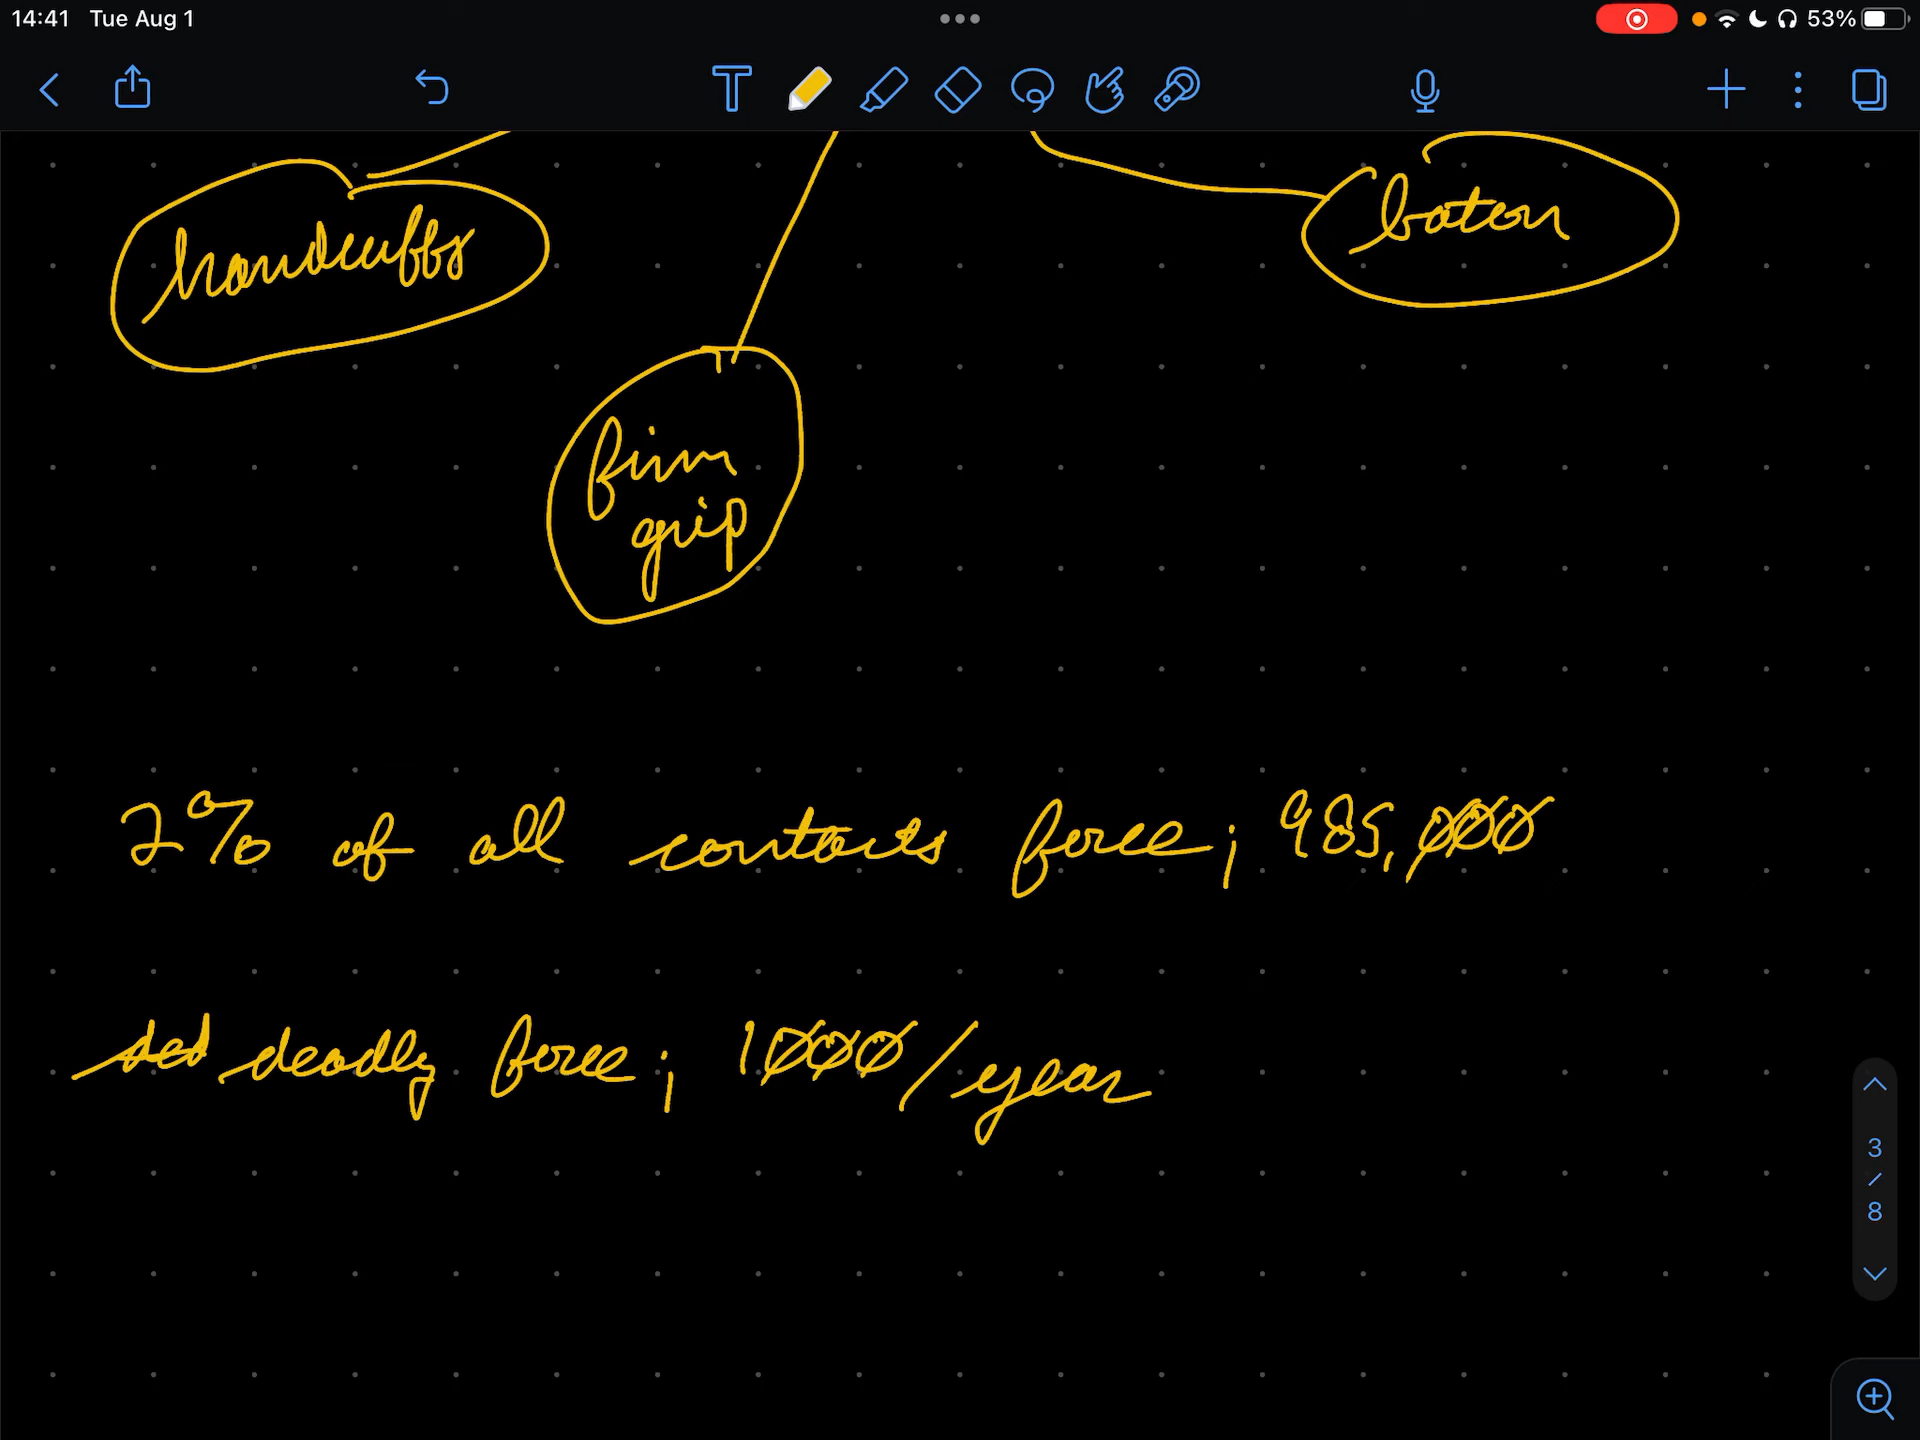 14:41 Tue Aug 1
53%
T
handcuffs
baton
firm
grip
2% of all contacts force; 985,000
deadly force; 1000/year
3
/
8